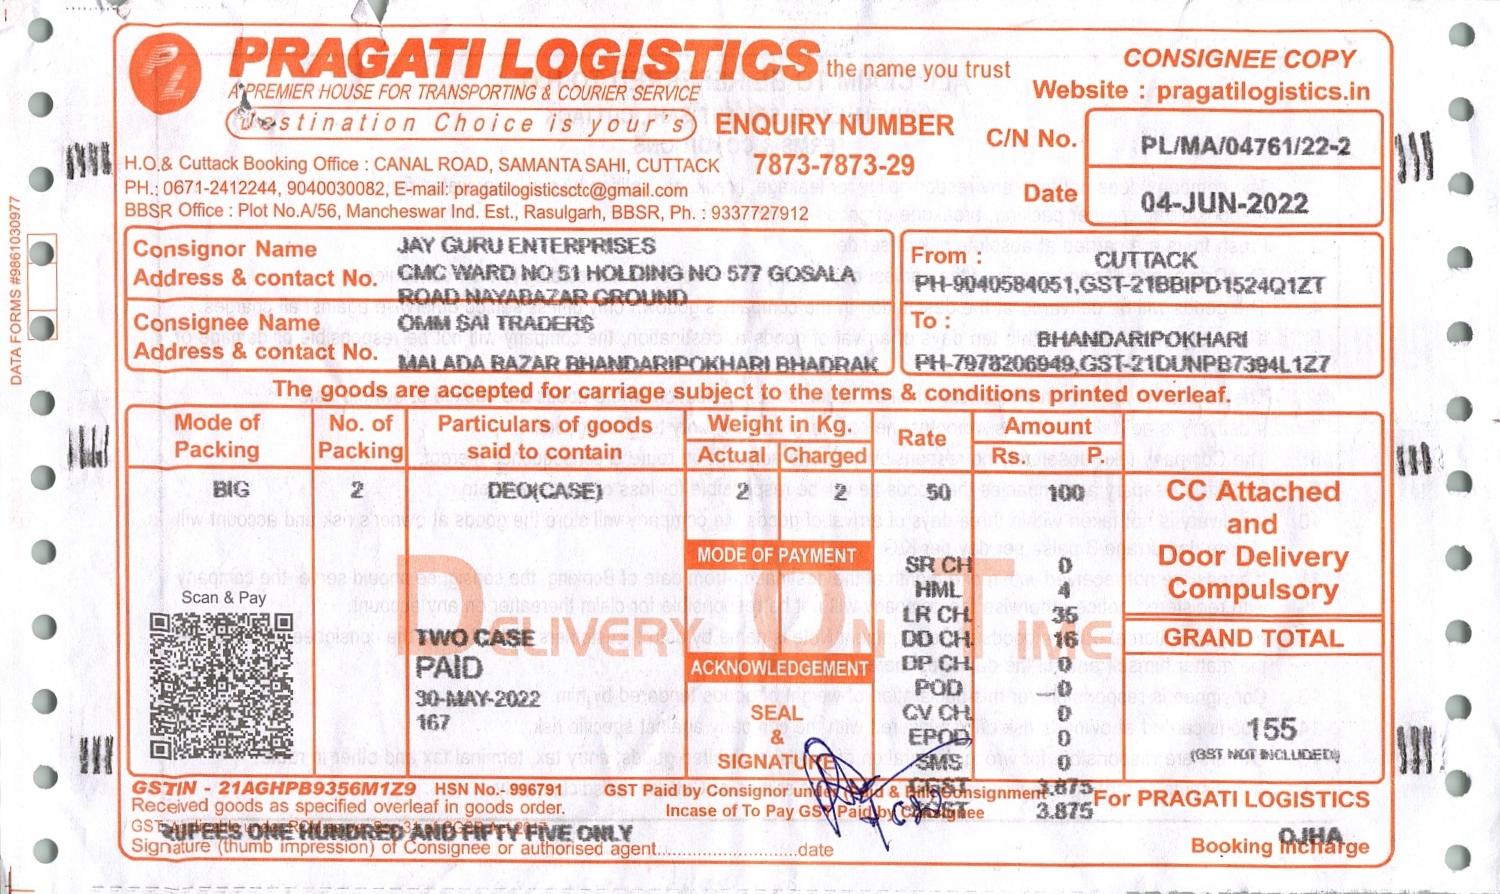 PL
PRAGATI LOGISTICS the name you trust
A PREMIER HOUSE FOR TRANSPORTING & COURIER SERVICE
(Destination Choice is your's)
CONSIGNEE COPY
Website : pragatilogistics.in
ENQUIRY NUMBER
7873-7873-29
C/N No. PL/MA/04761/22-2
Date 04-JUN-2022
H.O.& Cuttack Booking Office : CANAL ROAD, SAMANTA SAHI, CUTTACK
PH.: 0671-2412244, 9040030082, E-mail: pragatilogisticsctc@gmail.com
BBSR Office : Plot No.A/56, Mancheswar Ind. Est., Rasulgarh, BBSR, Ph. : 9337727912
DATA FORMS #9861030977
Consignor Name JAY GURU ENTERPRISES
Address & contact No. CMC WARD NO 51 HOLDING NO 577 GOSALA
ROAD NAYABAZAR GROUND
From : CUTTACK
PH-9040584051,GST-21BBIPD1524Q1ZT
Consignee Name OMM SAI TRADERS
Address & contact No. MALADA BAZAR BHANDARIPOKHARI BHADRAK
To : BHANDARIPOKHARI
PH-7978206949,GST-21DUNPB7394L1Z7
The goods are accepted for carriage subject to the terms & conditions printed overleaf.
Mode of Packing
No. of Packing
Particulars of goods said to contain
Weight in Kg.
Actual Charged
Rate
Amount
Rs. P.
BIG 2 DEO(CASE) 2 2 50 100
CC Attached
and
Door Delivery
Compulsory
GRAND TOTAL
155
(GST NOT INCLUDED)
MODE OF PAYMENT
DELIVERY ON TIME
Scan & Pay
TWO CASE
PAID
30-MAY-2022
167
ACKNOWLEDGEMENT
SEAL
&
SIGNATURE
SR CH 0
HML 4
LR CH 35
DD CH 16
DP CH 0
POD 0
CV CH 0
EPOD 0
SMS 0
3.875
3.875
GSTIN - 21AGHPB9356M1Z9 HSN No.- 996791 GST Paid by Consignor under Paid & Bill Consignment
Received goods as specified overleaf in goods order. Incase of To Pay GST Paid by Consignee
RUPEES ONE HUNDRED AND FIFTY FIVE ONLY
Signature (thumb impression) of Consignee or authorised agent..............................date
For PRAGATI LOGISTICS
OJHA
Booking Incharge